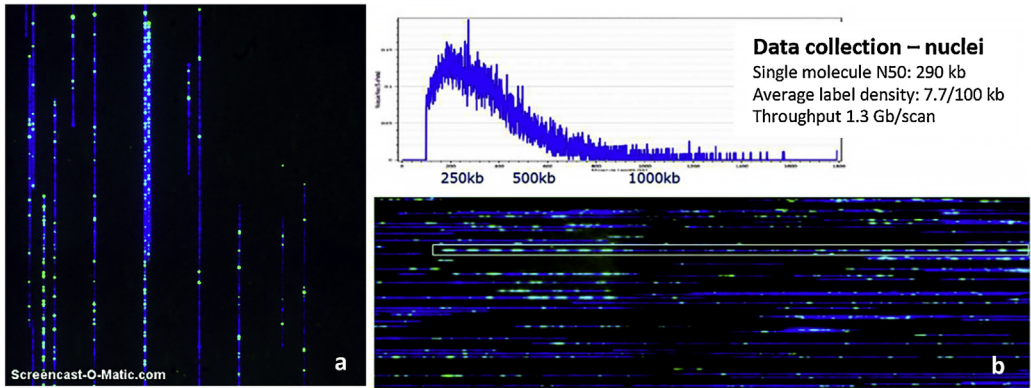 Data collection – nuclei
Single molecule N50: 290 kb
Average label density: 7.7/100 kb
Throughput 1.3 Gb/scan
250kb 500kb 1000kb
a
Screencast-O-Matic.com
b